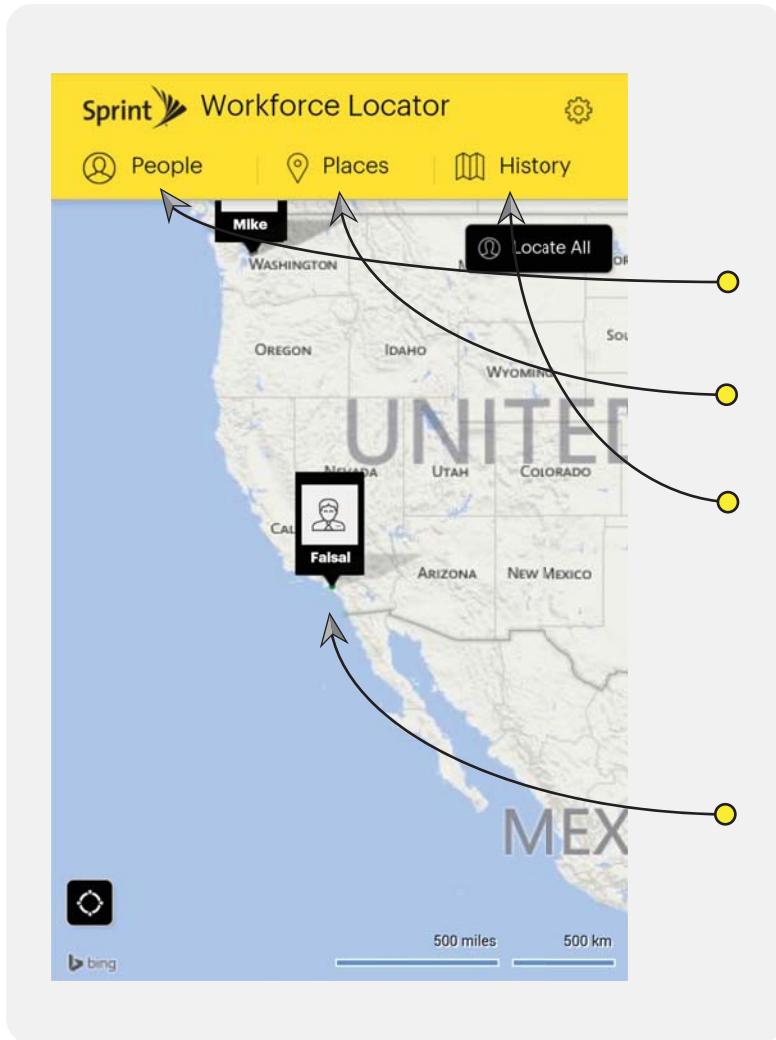 Sprint Workforce Locator
People Places History
Mike
Locate All
WASHINGTON
OREGON IDAHO
WYOMING
UNITED
NEVADA UTAH COLORADO
Faisal
ARIZONA NEW MEXICO
MEX
500 miles 500 km
bing